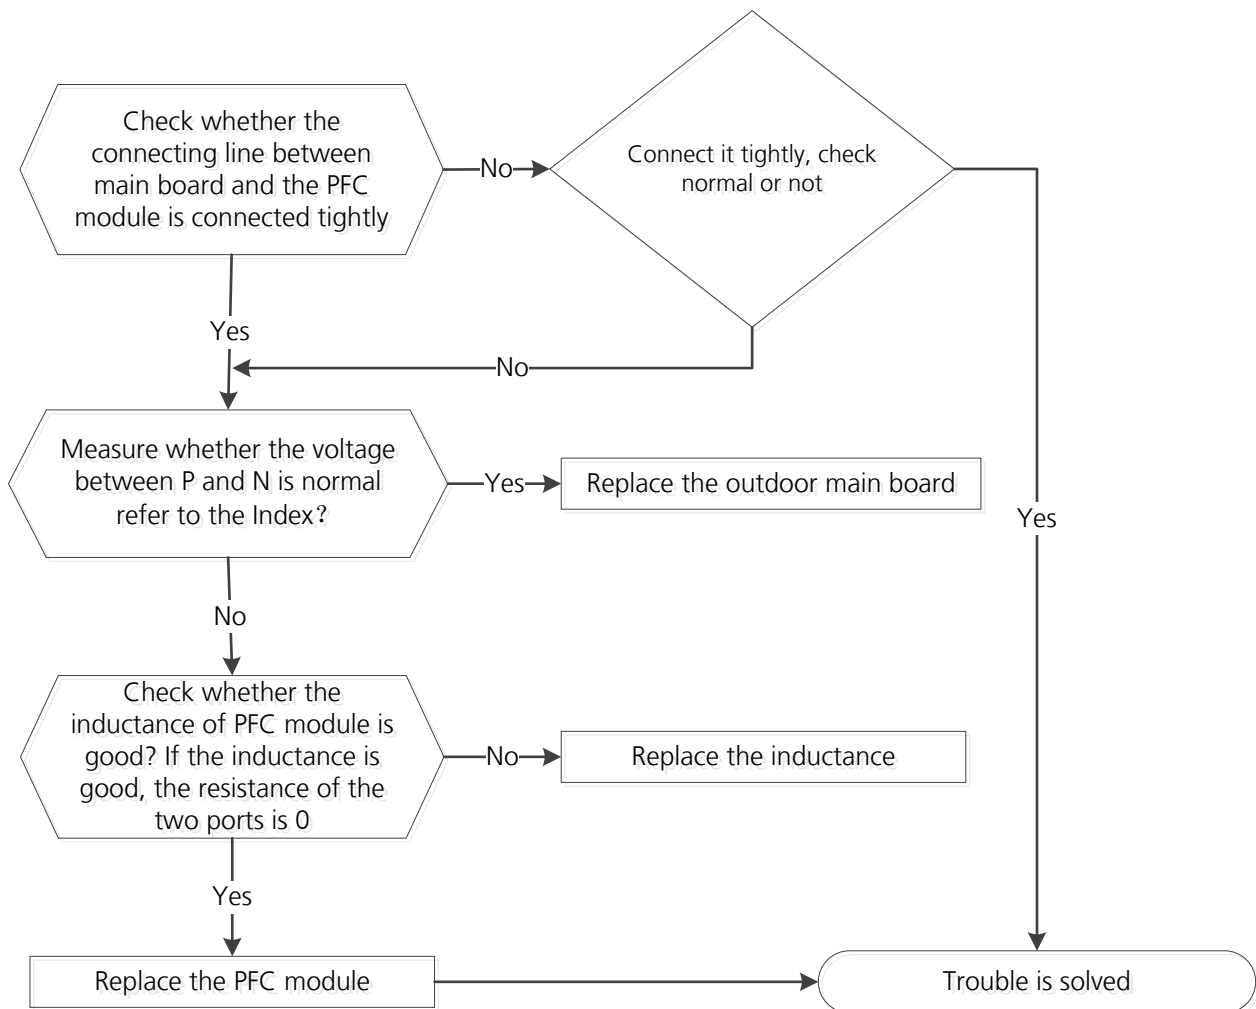 Check whether the
connecting line between
main board and the PFC
module is connected tightly
No
Connect it tightly, check
normal or not
Yes
No
Measure whether the voltage
between P and N is normal
refer to the Index？
Yes
Replace the outdoor main board
Yes
No
Check whether the
inductance of PFC module is
good? If the inductance is
good, the resistance of the
two ports is 0
No
Replace the inductance
Yes
Replace the PFC module
Trouble is solved